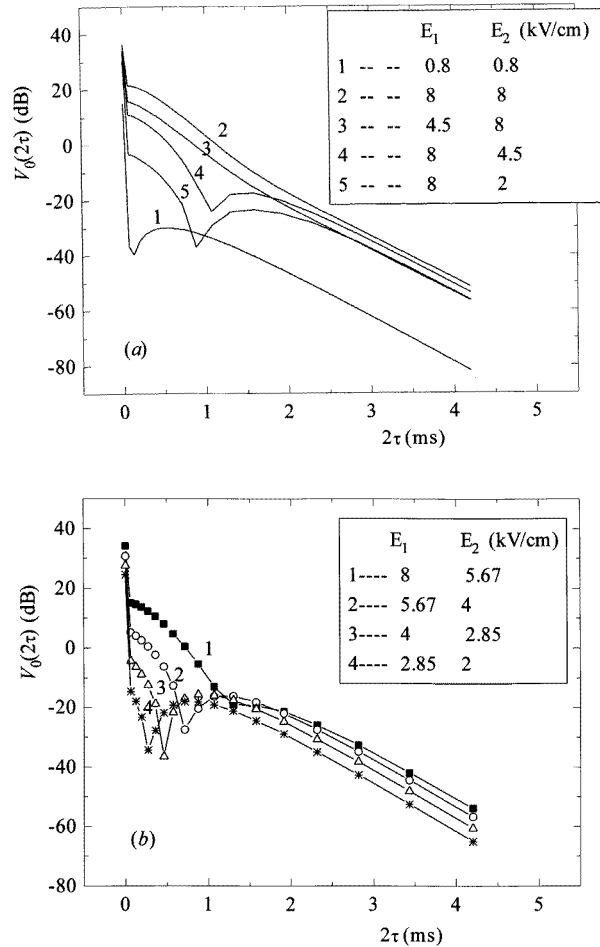 40
20
0
-20
-40
-60
-80
V₀(2τ) (dB)
E₁ E₂ (kV/cm)
1 -- -- 0.8 0.8
2 -- -- 8 8
3 -- -- 4.5 8
4 -- -- 8 4.5
5 -- -- 8 2
2
3
4
5
1
(a)
0 1 2 3 4 5
2τ (ms)
40
20
0
-20
-40
-60
-80
V₀(2τ) (dB)
E₁ E₂ (kV/cm)
1---- 8 5.67
2---- 5.67 4
3---- 4 2.85
4---- 2.85 2
1
2
3
4
(b)
0 1 2 3 4 5
2τ (ms)